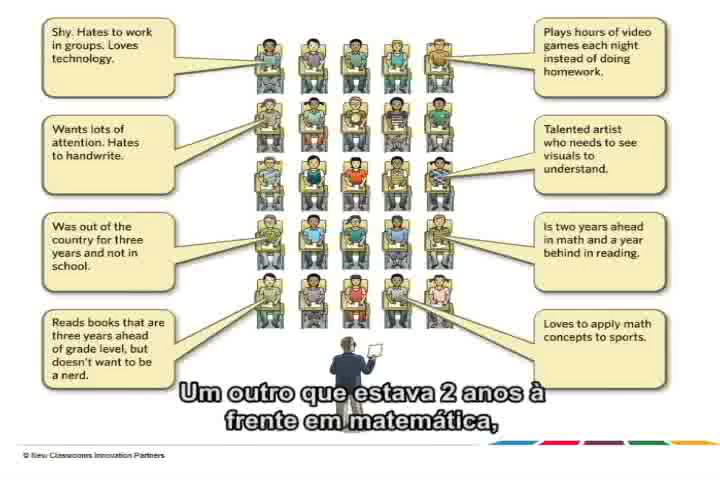 Shy. Hates to work
in groups. Loves
technology.
Plays hours of video
games each night
instead of doing
homework.
Wants lots of
attention. Hates
to handwrite.
Talented artist
who needs to see
visuals to
understand.
Was out of the
country for three
years and not in
school.
Is two years ahead
in math and a year
behind in reading.
Reads books that are
three years ahead
of grade level, but
doesn't want to be
a nerd.
Loves to apply math
concepts to sports.
Um outro que estava 2 anos à
frente em matemática,
© New Classrooms Innovation Partners